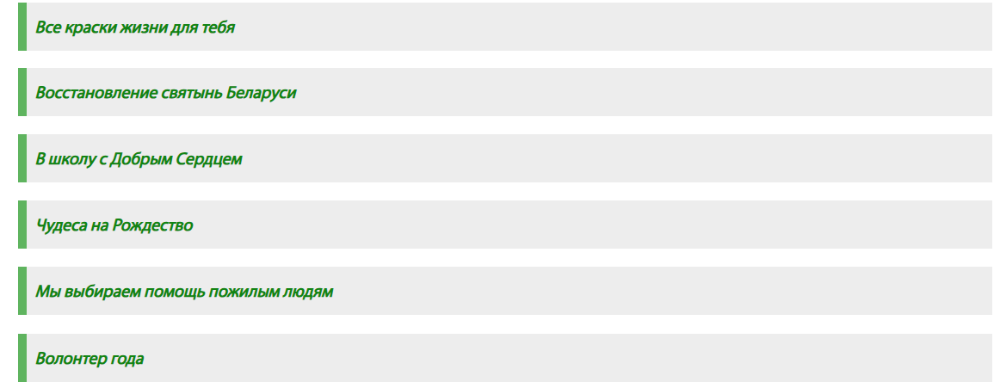 Все краски жизни для тебя
Восстановление святынь Беларуси
В школу с Добрым Сердцем
Чудеса на Рождество
Мы выбираем помощь пожилым людям
Волонтер года